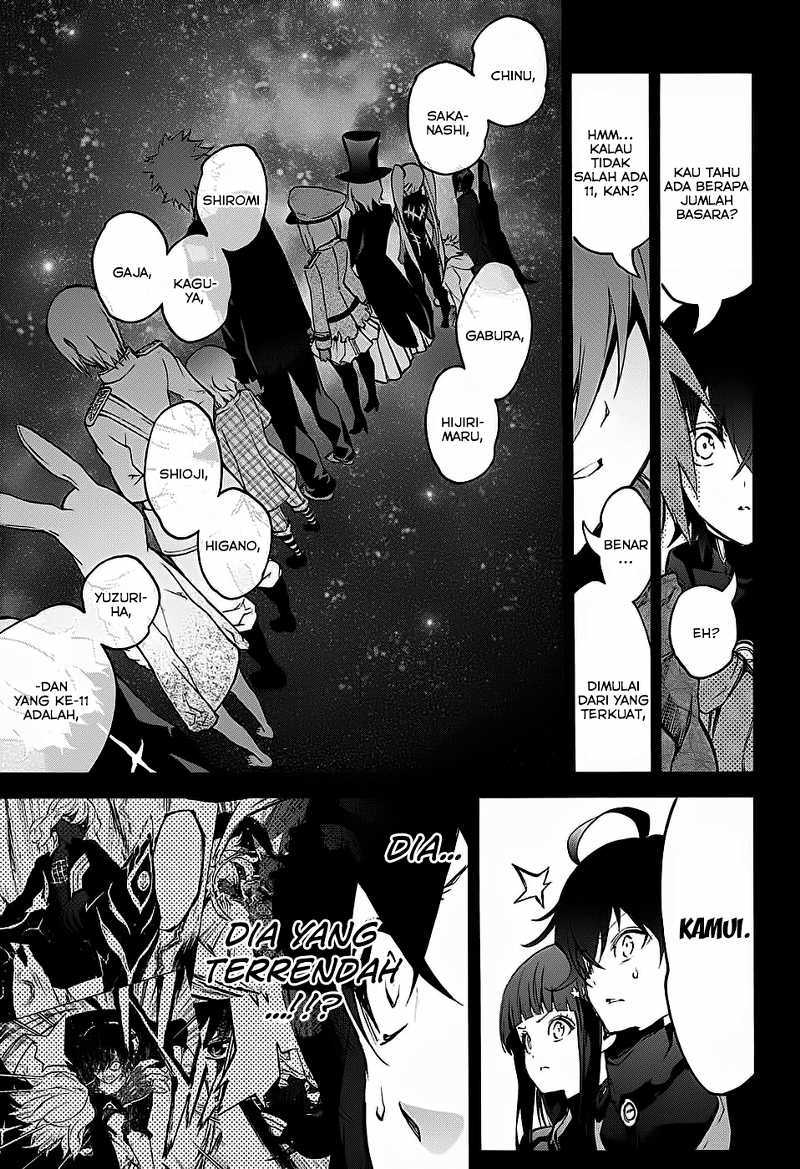 KAU TAHU
ADA BERAPA
JUMLAH
BASARA?
HMM...
KALAU
TIDAK
SALAH ADA
11, KAN?
EH?
BENAR
...
DIMULAI
DARI YANG
TERKUAT,
CHINU,
SAKA-
NASHI,
SHIROMI
KAGU-
YA,
GAJA,
GABURA,
HIJIRI-
MARU,
SHIOJI,
HIGANO,
YUZURI-
HA,
-DAN
YANG KE-11
ADALAH,
KAMUI.
DIA...
DIA YANG
TERRENDAH
...!!?